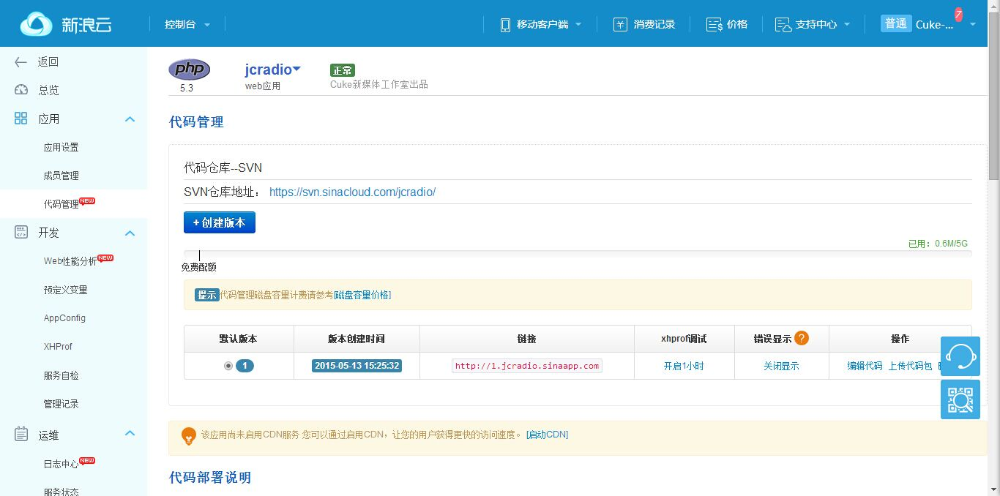 新浪云 控制台 移动客户端 消费记录 价格 支持中心 普通 Cuke-... 7
返回
总览
应用
应用设置
成员管理
代码管理 NEW
开发
Web性能分析 NEW
预定义变量
AppConfig
XHProf
服务自检
管理记录
运维
日志中心 NEW
服务状态
php
5.3
jcradio
web应用
正常
Cuke新媒体工作室出品
代码管理
代码仓库--SVN
SVN仓库地址： https://svn.sinacloud.com/jcradio/
+ 创建版本
已用：0.6M/5G
免费配额
提示 代码管理磁盘容量计费请参考[磁盘容量价格]
默认版本 版本创建时间 链接 xhprof调试 错误显示 ? 操作
1 2015-05-13 15:25:32 http://1.jcradio.sinaapp.com 开启1小时 关闭显示 编辑代码 上传代码包
该应用尚未启用CDN服务 您可以通过启用CDN，让您的用户获得更快的访问速度。 [启动CDN]
代码部署说明